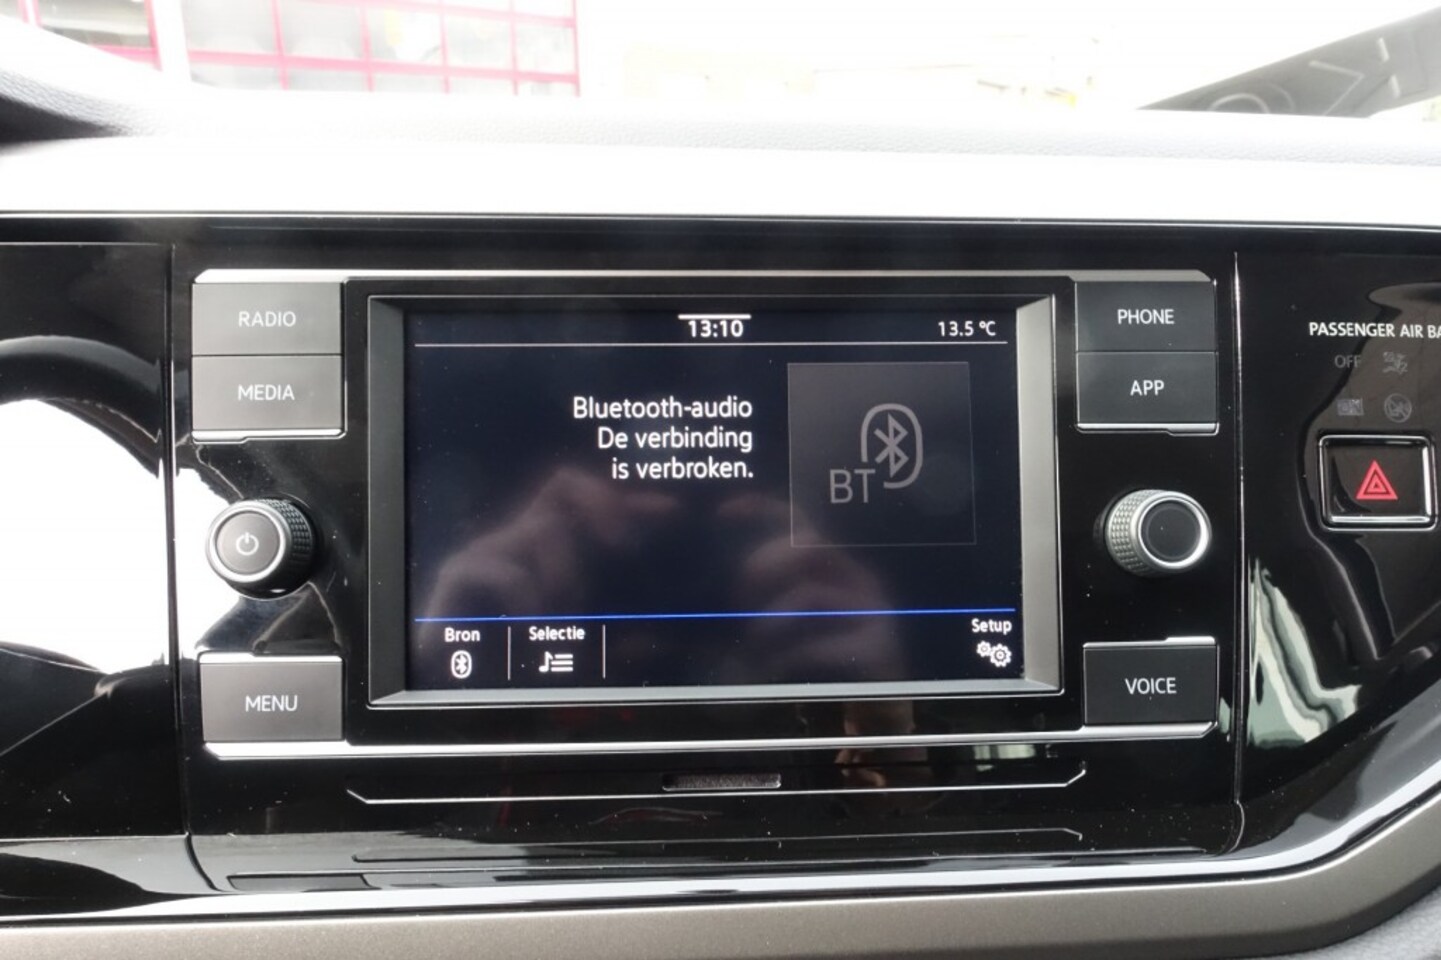 RADIO
MEDIA
MENU
13:10
13.5 °C
Bluetooth-audio
De verbinding
is verbroken.
BT
Bron
Selectie
Setup
PHONE
APP
VOICE
PASSENGER AIR BA
OFF